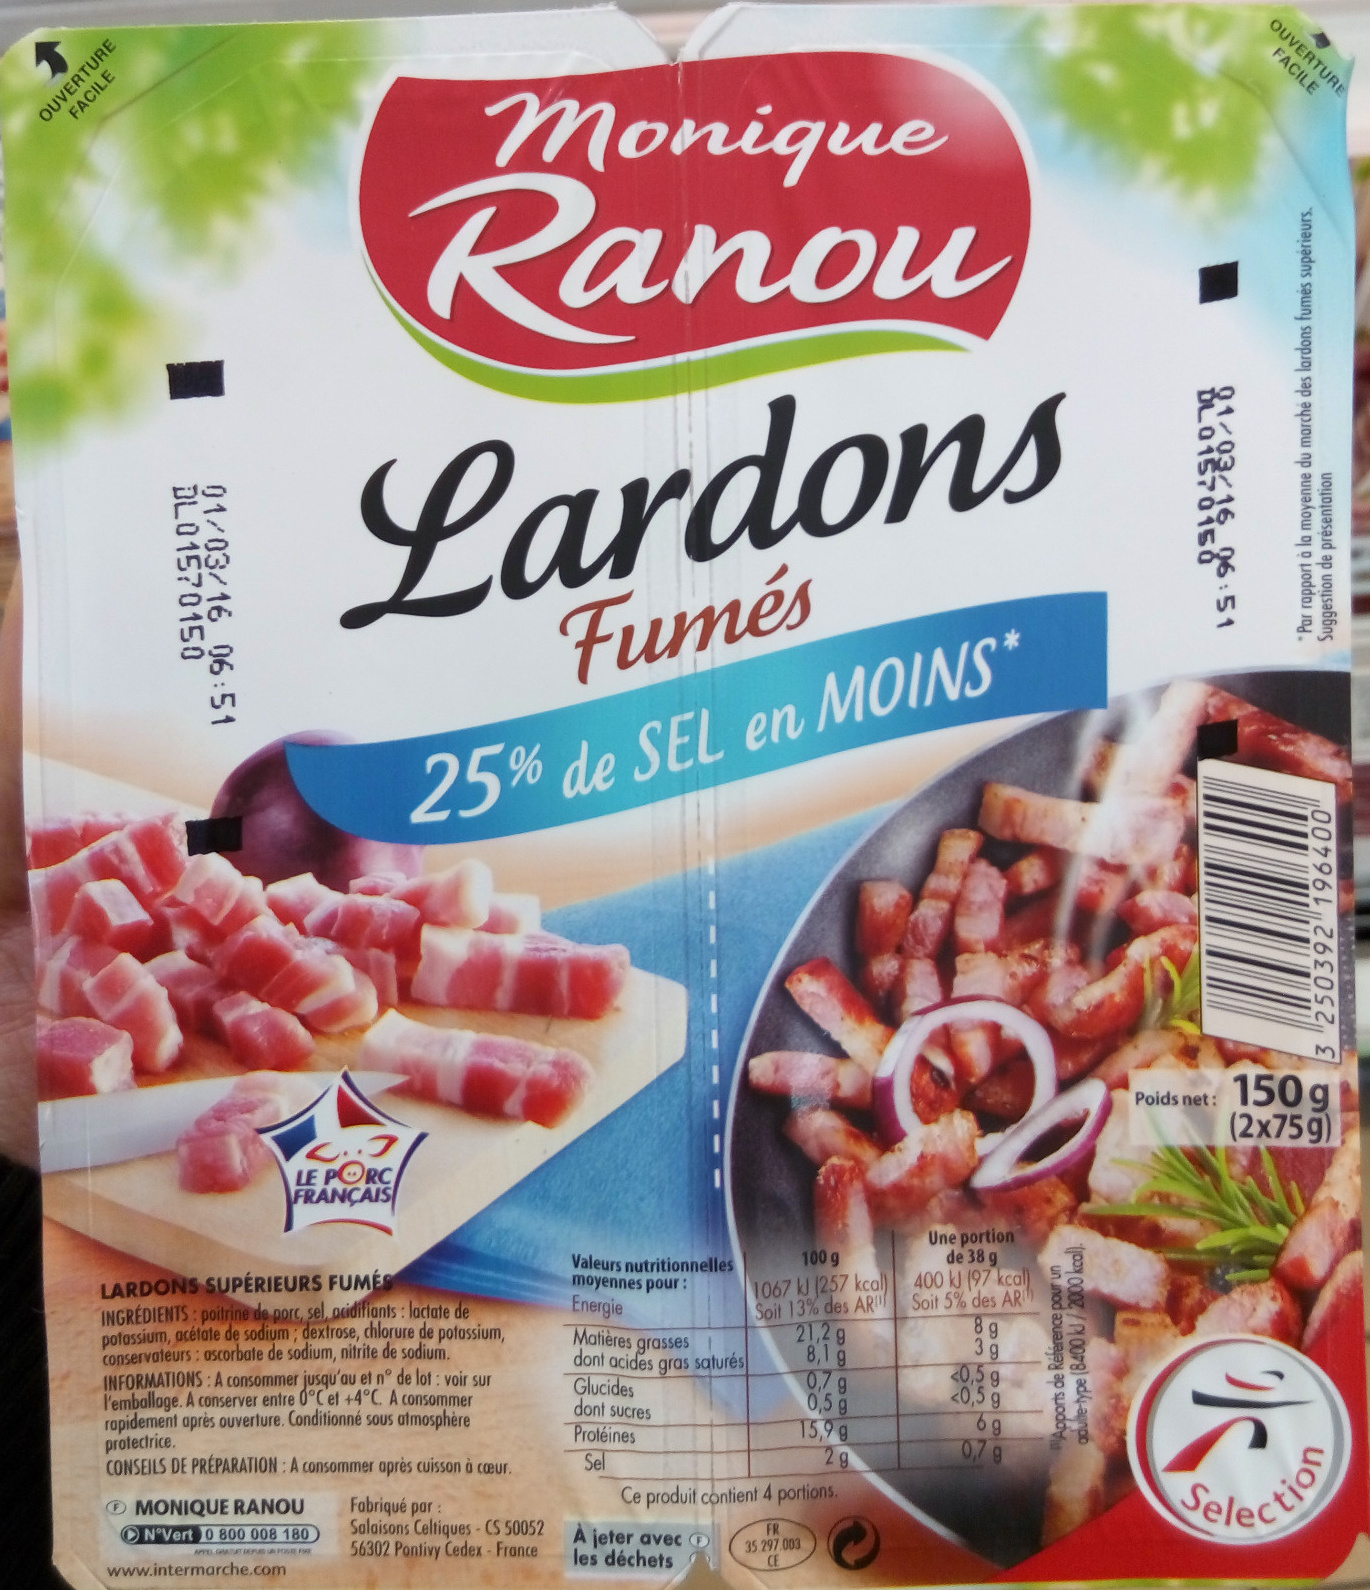 OUVERTURE
FACILE
OUVERTURE
FACILE
Monique
Ranou
Lardons
Fumés
25% de SEL en MOINS*
01/03/16 06:51
DL01570150
01/03/16 06:51
DL01570150
*Par rapport à la moyenne du marché des lardons fumés supérieurs.
Suggestion de présentation
3 250392 196400
Poids net : 150 g
(2x75g)
LE PORC
FRANÇAIS
LARDONS SUPÉRIEURS FUMÉS
INGRÉDIENTS : poitrine de porc, sel, acidifiants : lactate de
potassium, acétate de sodium ; dextrose, chlorure de potassium,
conservateurs : ascorbate de sodium, nitrite de sodium.
INFORMATIONS : A consommer jusqu'au et n° de lot : voir sur
l'emballage. A conserver entre 0°C et +4°C. A consommer
rapidement après ouverture. Conditionné sous atmosphère
protectrice.
CONSEILS DE PRÉPARATION : A consommer après cuisson à cœur.
F MONIQUE RANOU
N°Vert 0 800 008 180
APPEL GRATUIT DEPUIS UN POSTE FIXE
www.intermarche.com
Fabriqué par :
Salaisons Celtiques - CS 50052
56302 Pontivy Cedex - France
Valeurs nutritionnelles
moyennes pour : 100 g Une portion
de 38 g
Energie 1067 kJ (257 kcal) 400 kJ (97 kcal)
Soit 13% des AR(1) Soit 5% des AR(1)
Matières grasses 21,2 g 8 g
dont acides gras saturés 8,1 g 3 g
Glucides 0,7 g <0,5 g
dont sucres 0,5 g <0,5 g
Protéines 15,9 g 6 g
Sel 2 g 0,7 g
Ce produit contient 4 portions.
(1)Apports de Référence pour un
adulte-type (8400 kJ / 2000 kcal).
À jeter avec F
les déchets
FR
35.297.003
CE
Selection